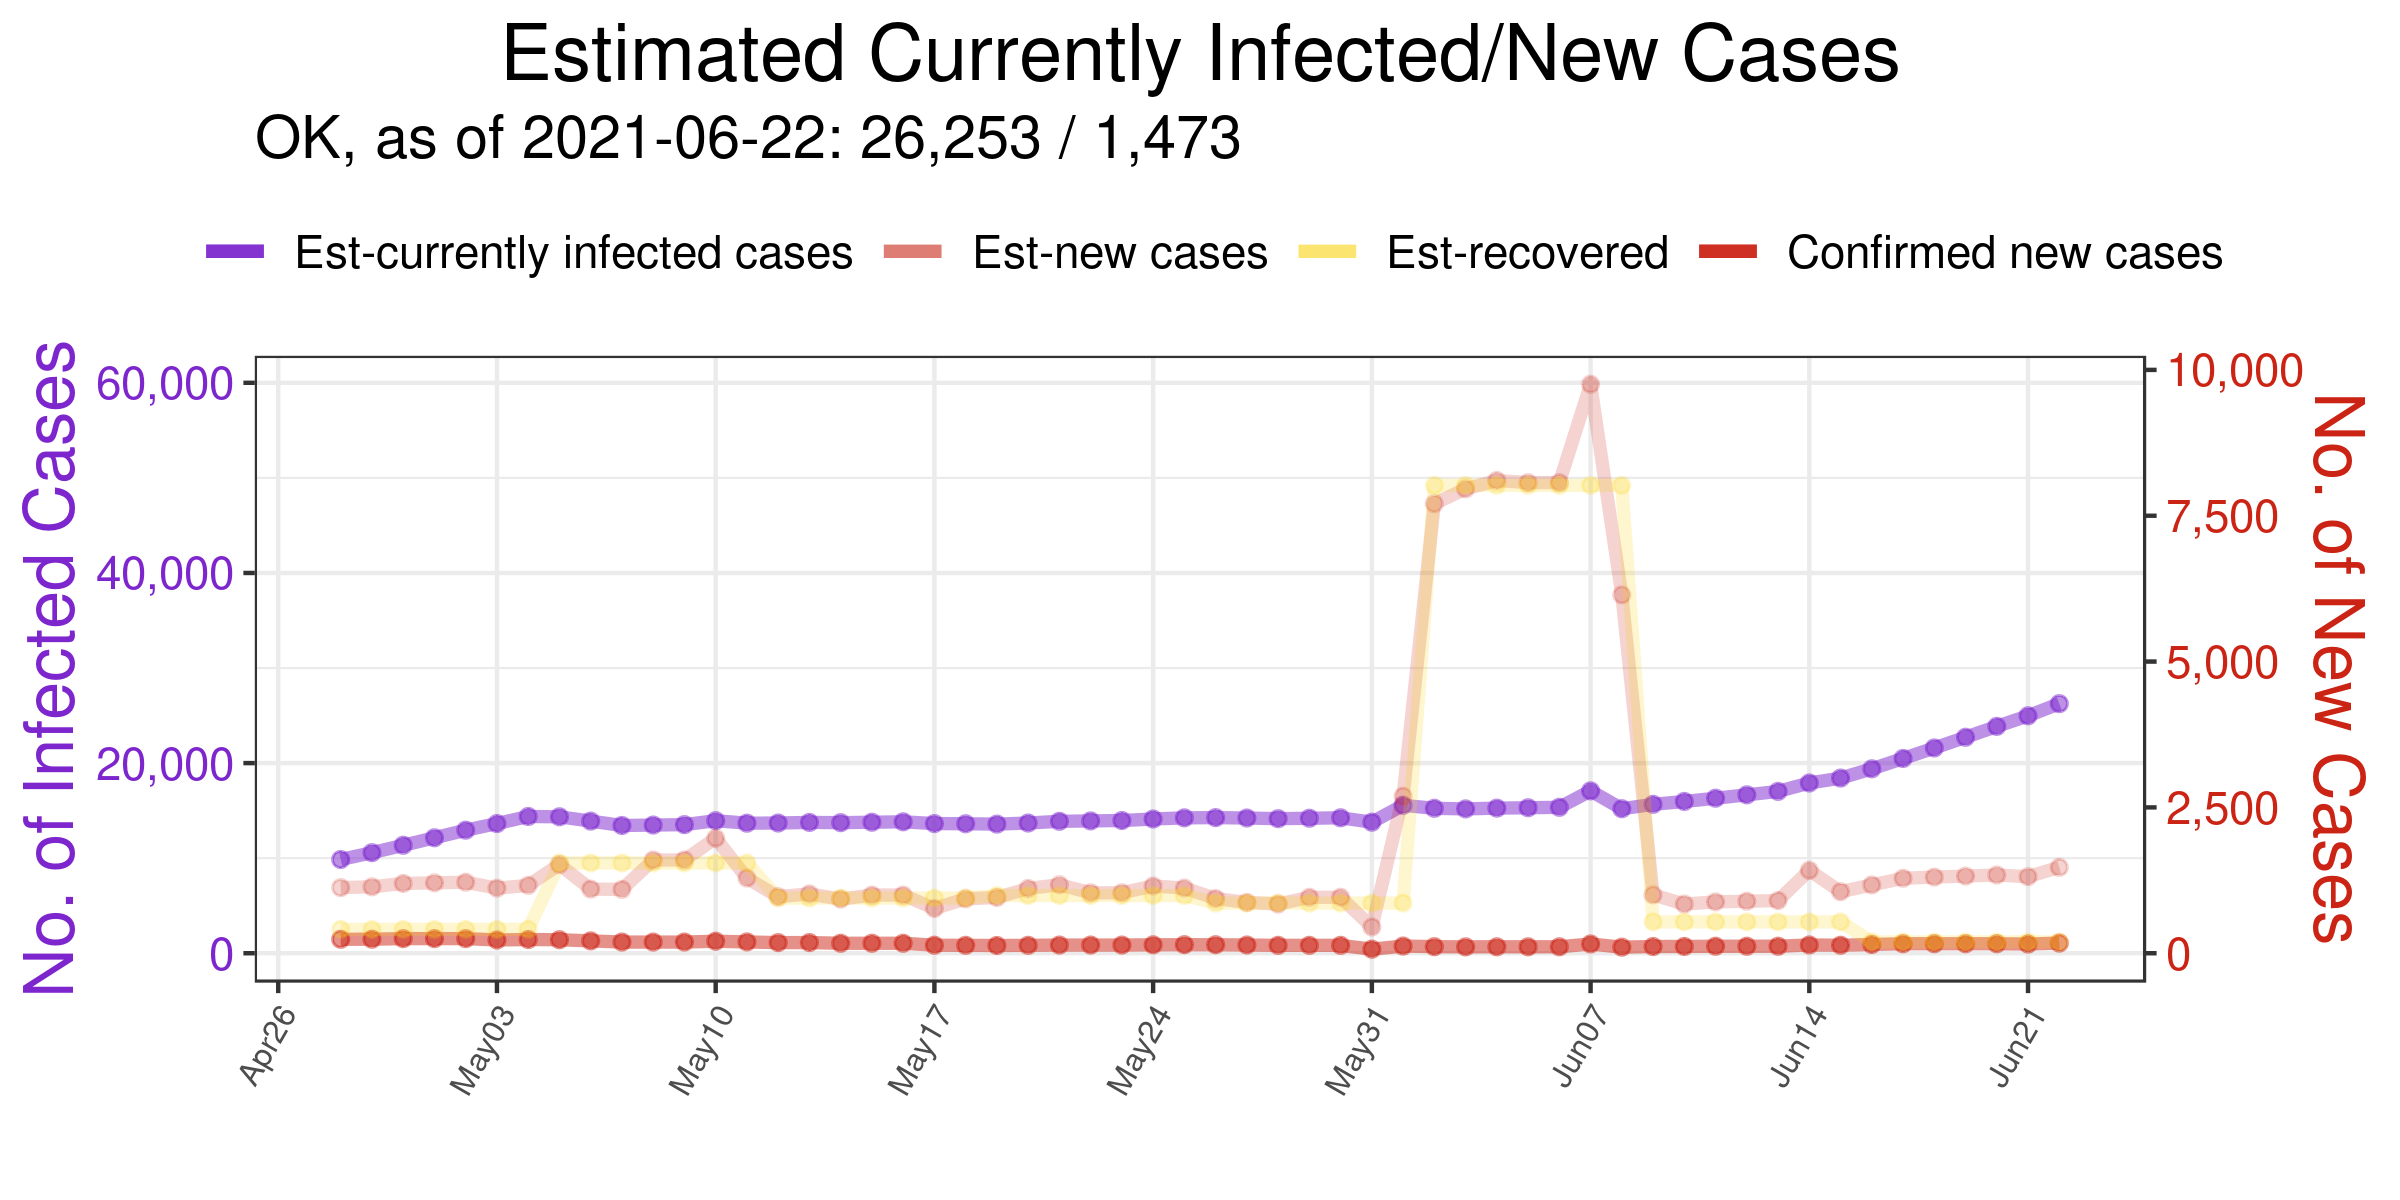 Estimated Currently Infected/New Cases
OK, as of 2021-06-22: 26,253 / 1,473
Est-currently infected cases Est-new cases Est-recovered Confirmed new cases
No. of Infected Cases
60,000
40,000
20,000
0
10,000
7,500
5,000
2,500
0
No. of New Cases
Apr26 May03 May10 May17 May24 May31 Jun07 Jun14 Jun21